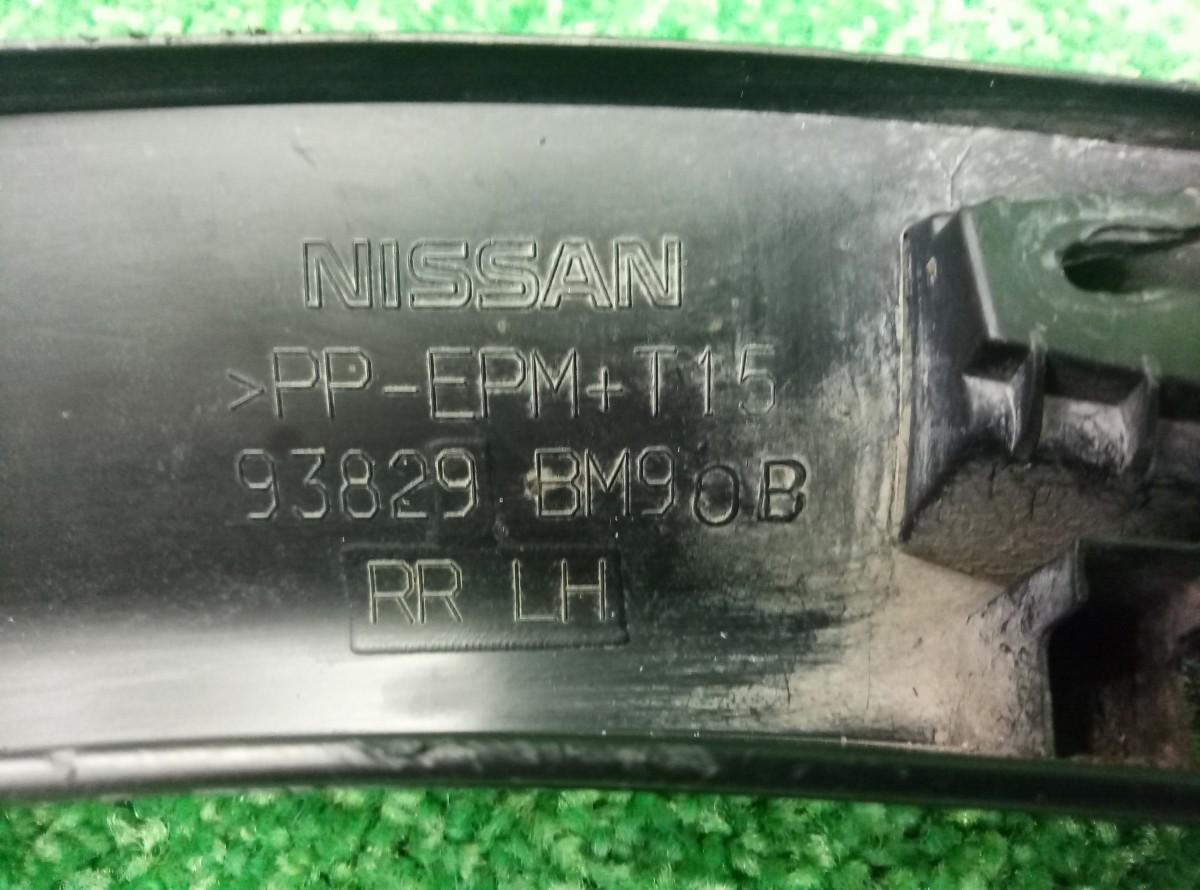 NISSAN
>PP-EPM+T15
93829 BM90B
RR LH